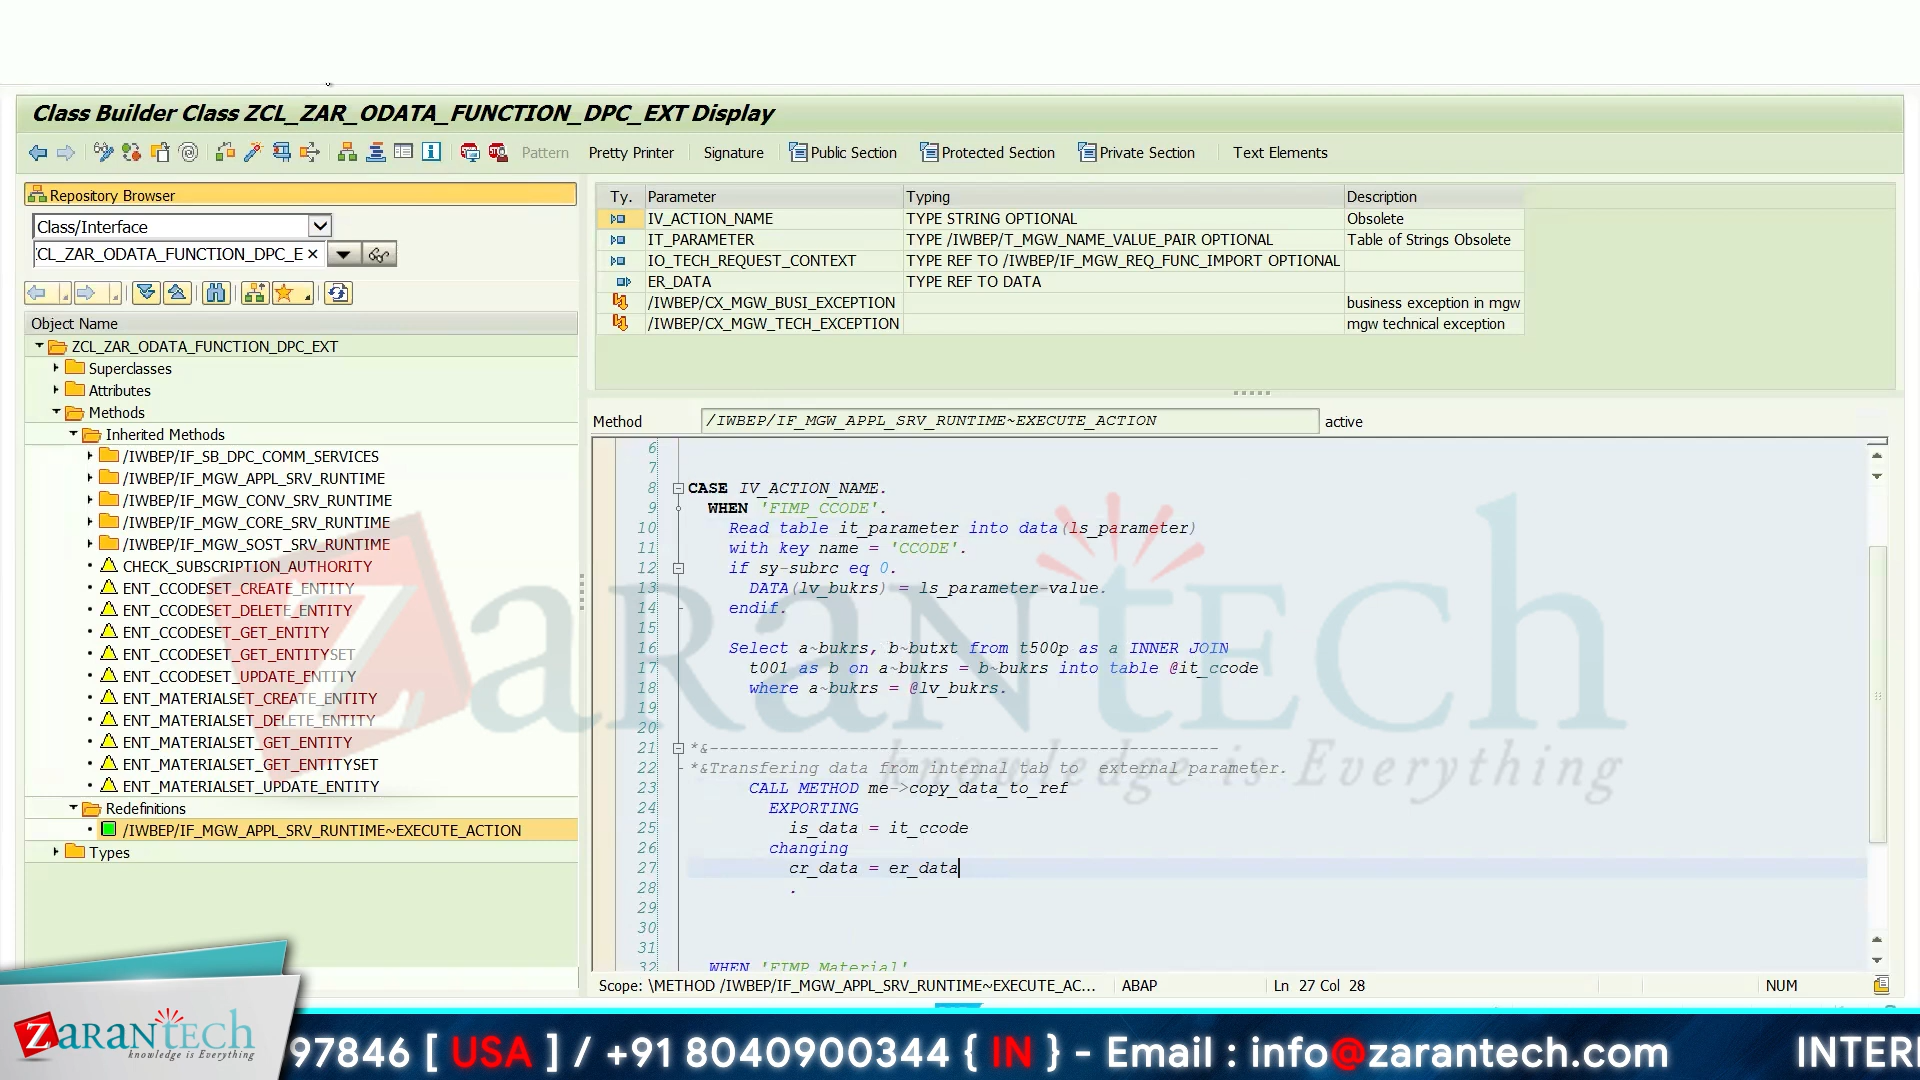 Class Builder Class ZCL_ZAR_ODATA_FUNCTION_DPC_EXT Display
Pattern Pretty Printer Signature Public Section Protected Section Private Section Text Elements
Repository Browser
Class/Interface
CL_ZAR_ODATA_FUNCTION_DPC_E
Object Name
ZCL_ZAR_ODATA_FUNCTION_DPC_EXT
Superclasses
Attributes
Methods
Inherited Methods
/IWBEP/IF_SB_DPC_COMM_SERVICES
/IWBEP/IF_MGW_APPL_SRV_RUNTIME
/IWBEP/IF_MGW_CONV_SRV_RUNTIME
/IWBEP/IF_MGW_CORE_SRV_RUNTIME
/IWBEP/IF_MGW_SOST_SRV_RUNTIME
CHECK_SUBSCRIPTION_AUTHORITY
ENT_CCODESET_CREATE_ENTITY
ENT_CCODESET_DELETE_ENTITY
ENT_CCODESET_GET_ENTITY
ENT_CCODESET_GET_ENTITYSET
ENT_CCODESET_UPDATE_ENTITY
ENT_MATERIALSET_CREATE_ENTITY
ENT_MATERIALSET_DELETE_ENTITY
ENT_MATERIALSET_GET_ENTITY
ENT_MATERIALSET_GET_ENTITYSET
ENT_MATERIALSET_UPDATE_ENTITY
Redefinitions
/IWBEP/IF_MGW_APPL_SRV_RUNTIME~EXECUTE_ACTION
Types
Ty. Parameter Typing Description
IV_ACTION_NAME TYPE STRING OPTIONAL Obsolete
IT_PARAMETER TYPE /IWBEP/T_MGW_NAME_VALUE_PAIR OPTIONAL Table of Strings Obsolete
IO_TECH_REQUEST_CONTEXT TYPE REF TO /IWBEP/IF_MGW_REQ_FUNC_IMPORT OPTIONAL
ER_DATA TYPE REF TO DATA
/IWBEP/CX_MGW_BUSI_EXCEPTION business exception in mgw
/IWBEP/CX_MGW_TECH_EXCEPTION mgw technical exception
Method /IWBEP/IF_MGW_APPL_SRV_RUNTIME~EXECUTE_ACTION active
6
7
8 CASE IV_ACTION_NAME.
9 WHEN 'FIMP_CCODE'.
10 Read table it_parameter into data(ls_parameter)
11 with key name = 'CCODE'.
12 if sy-subrc eq 0.
13 DATA(lv_bukrs) = ls_parameter-value.
14 endif.
15
16 Select a~bukrs, b~butxt from t500p as a INNER JOIN
17 t001 as b on a~bukrs = b~bukrs into table @it_ccode
18 where a~bukrs = @lv_bukrs.
19
20
21 *&---------------------------------------------------
22 *&Transfering data from internal tab to external parameter.
23 CALL METHOD me->copy_data_to_ref
24 EXPORTING
25 is_data = it_ccode
26 changing
27 cr_data = er_data
28 .
29
30
31
32 WHEN 'FIMP_Material'
Scope: \METHOD /IWBEP/IF_MGW_APPL_SRV_RUNTIME~EXECUTE_AC... ABAP Ln 27 Col 28 NUM
ZaranTech
knowledge is Everything
ZaranTech
knowledge is Everything
97846 [ USA ] / +91 8040900344 { IN } - Email : info@zarantech.com INTER